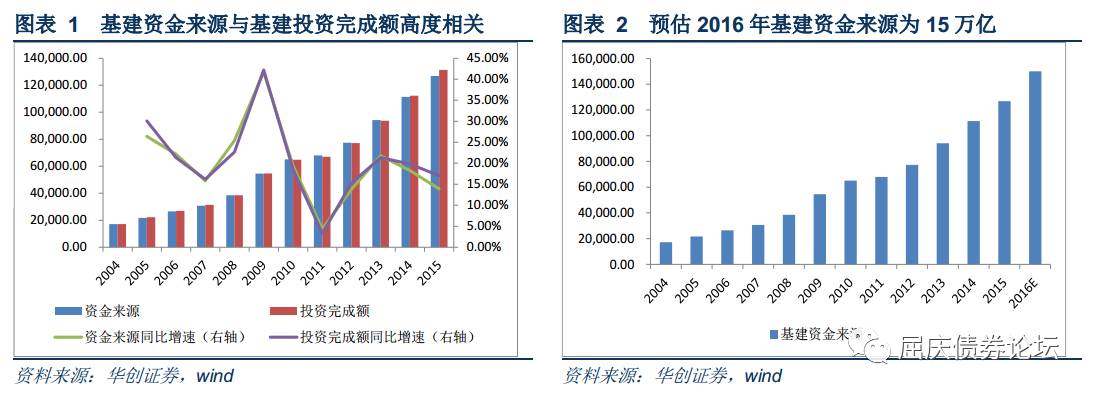 图表 1 基建资金来源与基建投资完成额高度相关
140,000.00
120,000.00
100,000.00
80,000.00
60,000.00
40,000.00
20,000.00
0.00
45.00%
40.00%
35.00%
30.00%
25.00%
20.00%
15.00%
10.00%
5.00%
0.00%
2004 2005 2006 2007 2008 2009 2010 2011 2012 2013 2014 2015
资金来源 投资完成额
资金来源同比增速（右轴） 投资完成额同比增速（右轴）
资料来源：华创证券，wind
图表 2 预估 2016 年基建资金来源为 15 万亿
160,000.00
140,000.00
120,000.00
100,000.00
80,000.00
60,000.00
40,000.00
20,000.00
0.00
2004 2005 2006 2007 2008 2009 2010 2011 2012 2013 2014 2015 2016E
基建资金来源
屈庆债券论坛
资料来源：华创证券，wind